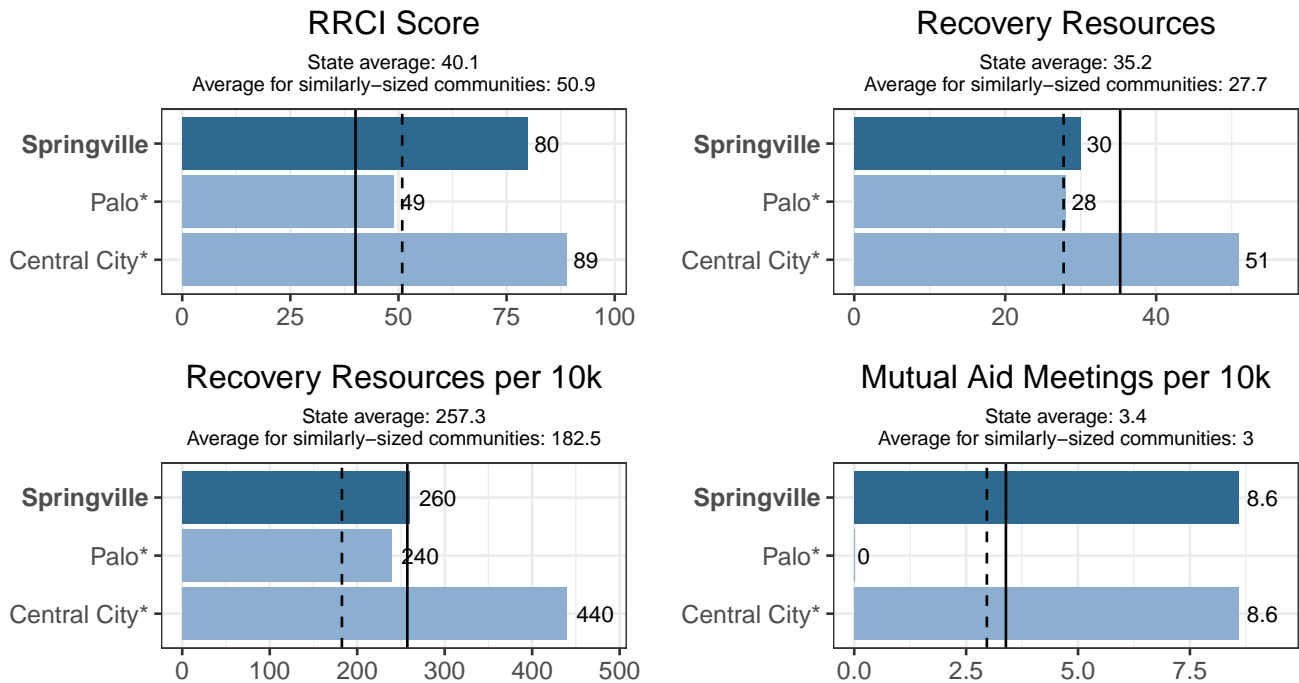 RRCI Score
State average: 40.1
Average for similarly−sized communities: 50.9
Springville
80
Palo*
49
Central City*
89
0 25 50 75 100
Recovery Resources
State average: 35.2
Average for similarly−sized communities: 27.7
Springville
30
Palo*
28
Central City*
51
0 20 40
Recovery Resources per 10k
State average: 257.3
Average for similarly−sized communities: 182.5
Springville
260
Palo*
240
Central City*
440
0 100 200 300 400 500
Mutual Aid Meetings per 10k
State average: 3.4
Average for similarly−sized communities: 3
Springville
8.6
Palo*
0
Central City*
8.6
0.0 2.5 5.0 7.5